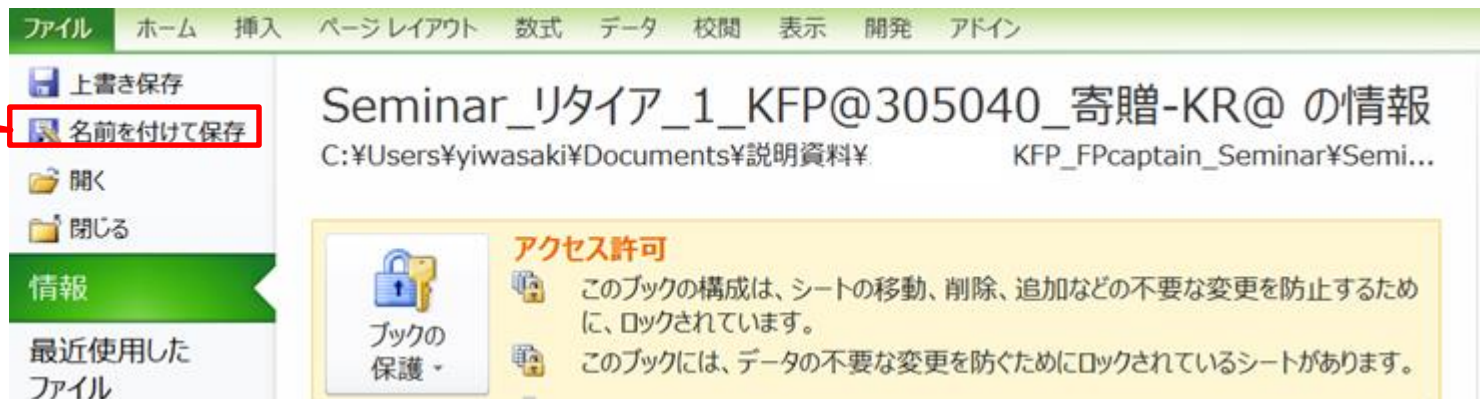 ファイル ホーム 挿入 ページ レイアウト 数式 データ 校閲 表示 開発 アドイン
上書き保存
名前を付けて保存
開く
閉じる
情報
最近使用した
ファイル
Seminar_リタイア_1_KFP@305040_寄贈-KR@ の情報
C:¥Users¥yiwasaki¥Documents¥説明資料¥ KFP_FPcaptain_Seminar¥Semi...
ブックの
保護
アクセス許可
このブックの構成は、シートの移動、削除、追加などの不要な変更を防止するため
に、ロックされています。
このブックには、データの不要な変更を防ぐためにロックされているシートがあります。